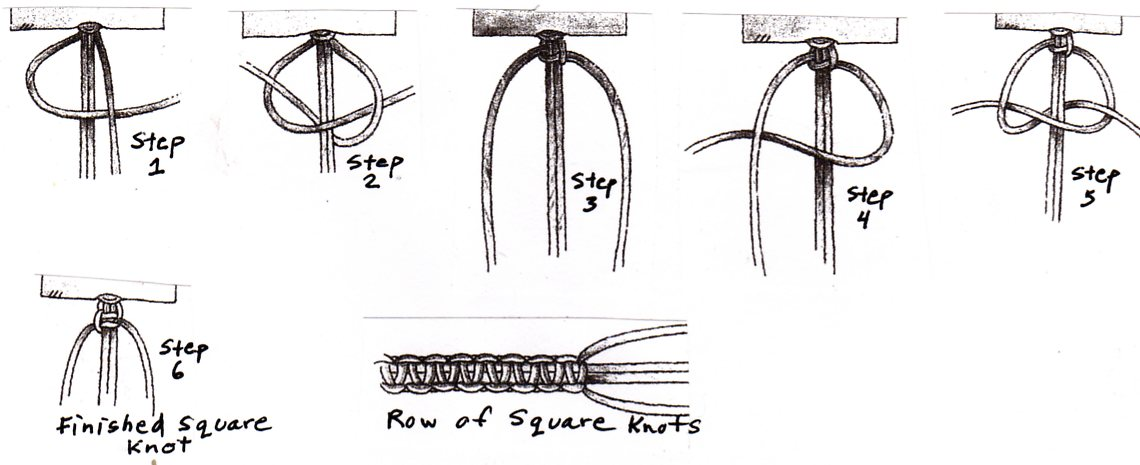 Step
1
Step
2
Step
3
Step
4
Step
5
Step
6
Finished Square
Knot
Row of Square Knots